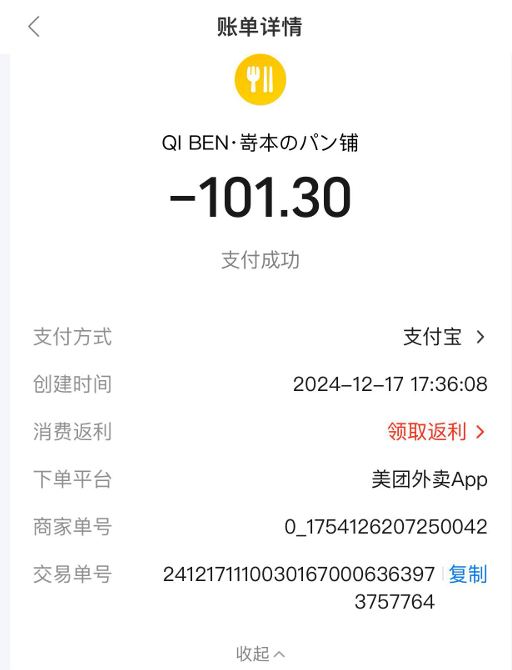 账单详情
QI BEN·嵜本のパン铺
-101.30
支付成功
支付方式 支付宝
创建时间 2024-12-17 17:36:08
消费返利 领取返利
下单平台 美团外卖App
商家单号 0_1754126207250042
交易单号 2412171110030167000636397 复制
3757764
收起